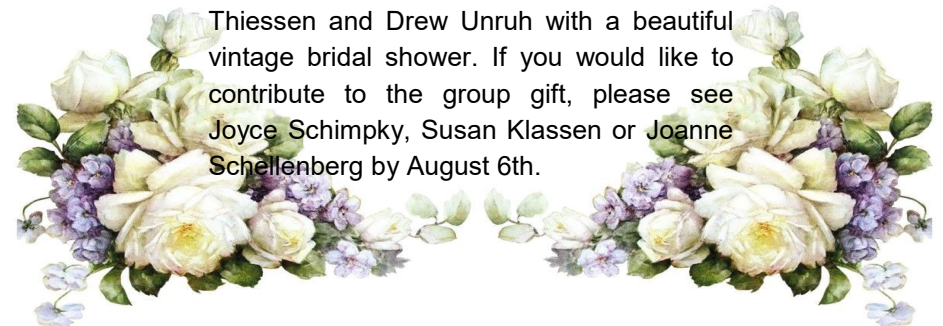 Thiessen and Drew Unruh with a beautiful
vintage bridal shower. If you would like to
contribute to the group gift, please see
Joyce Schimpky, Susan Klassen or Joanne
Schellenberg by August 6th.